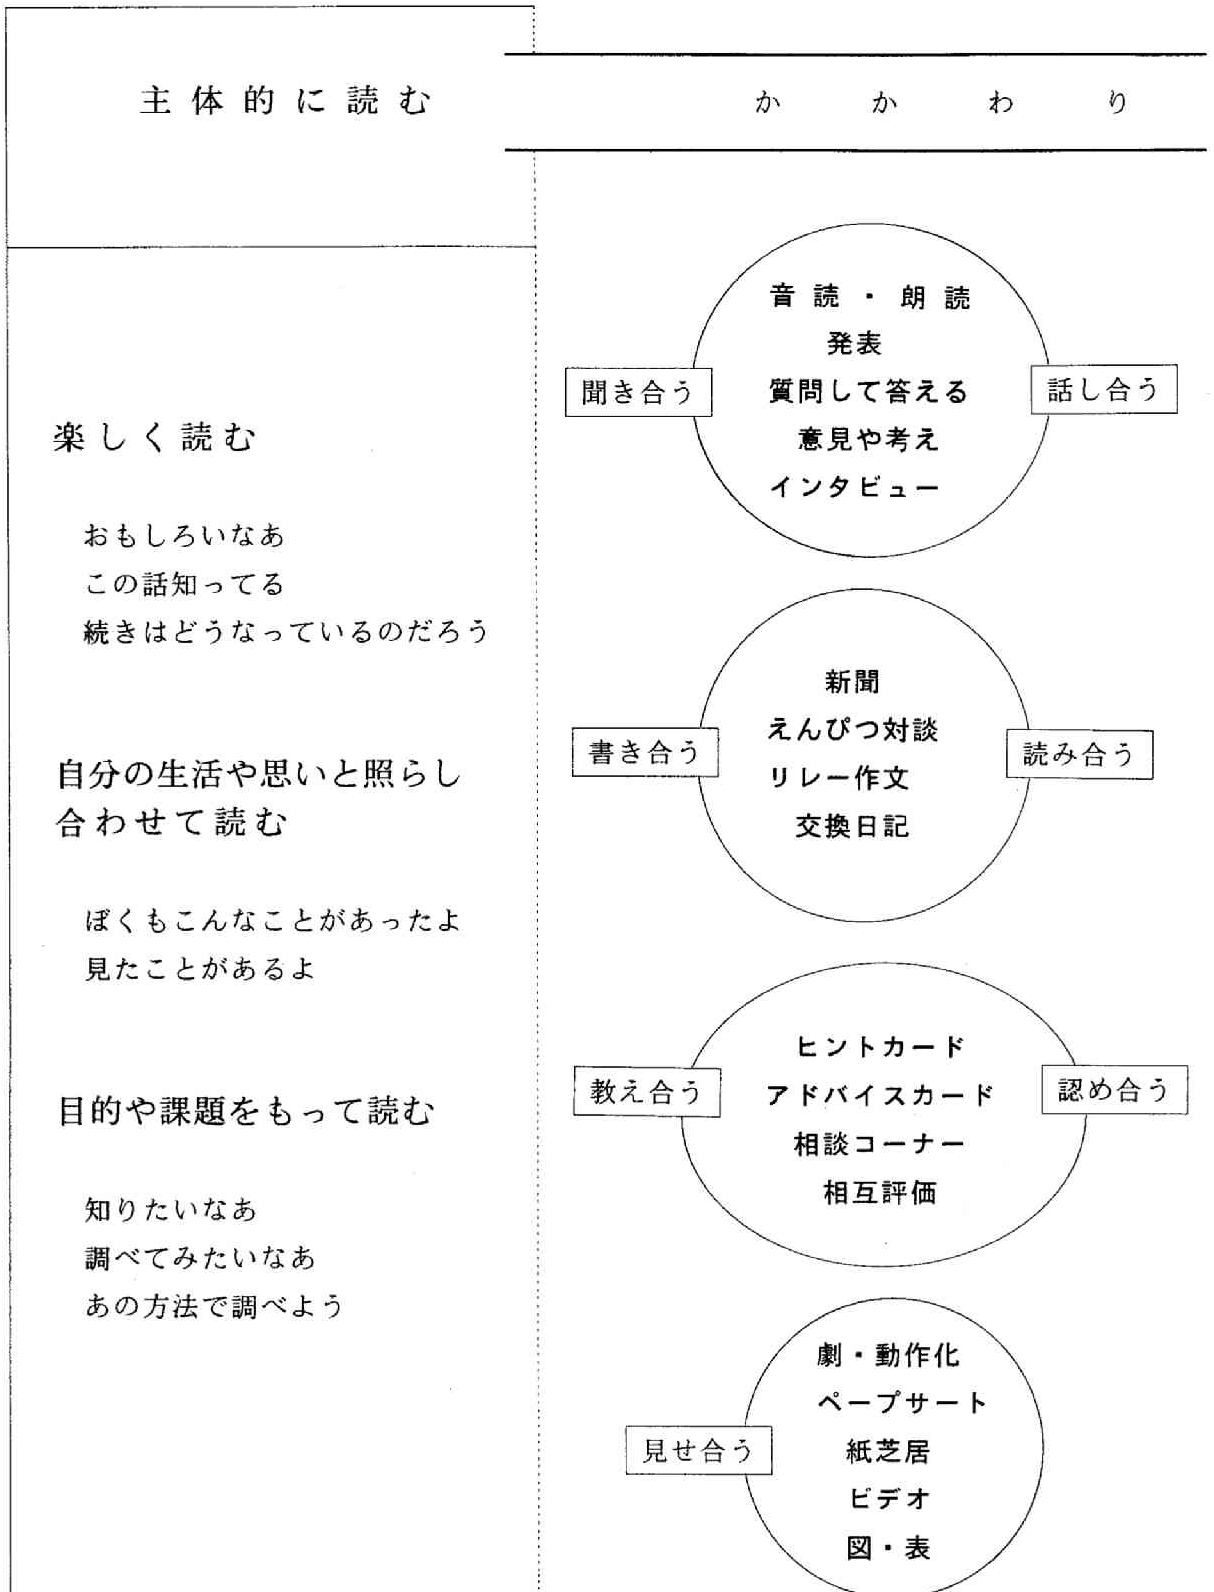 主体的に読む
かかわり
楽しく読む
おもしろいなあ
この話知ってる
続きはどうなっているのだろう
自分の生活や思いと照らし
合わせて読む
ぼくもこんなことがあったよ
見たことがあるよ
目的や課題をもって読む
知りたいなあ
調べてみたいなあ
あの方法で調べよう
聞き合う
音読・朗読
発表
質問して答える
意見や考え
インタビュー
話し合う
書き合う
新聞
えんぴつ対談
リレー作文
交換日記
読み合う
教え合う
ヒントカード
アドバイスカード
相談コーナー
相互評価
認め合う
見せ合う
劇・動作化
ペープサート
紙芝居
ビデオ
図・表